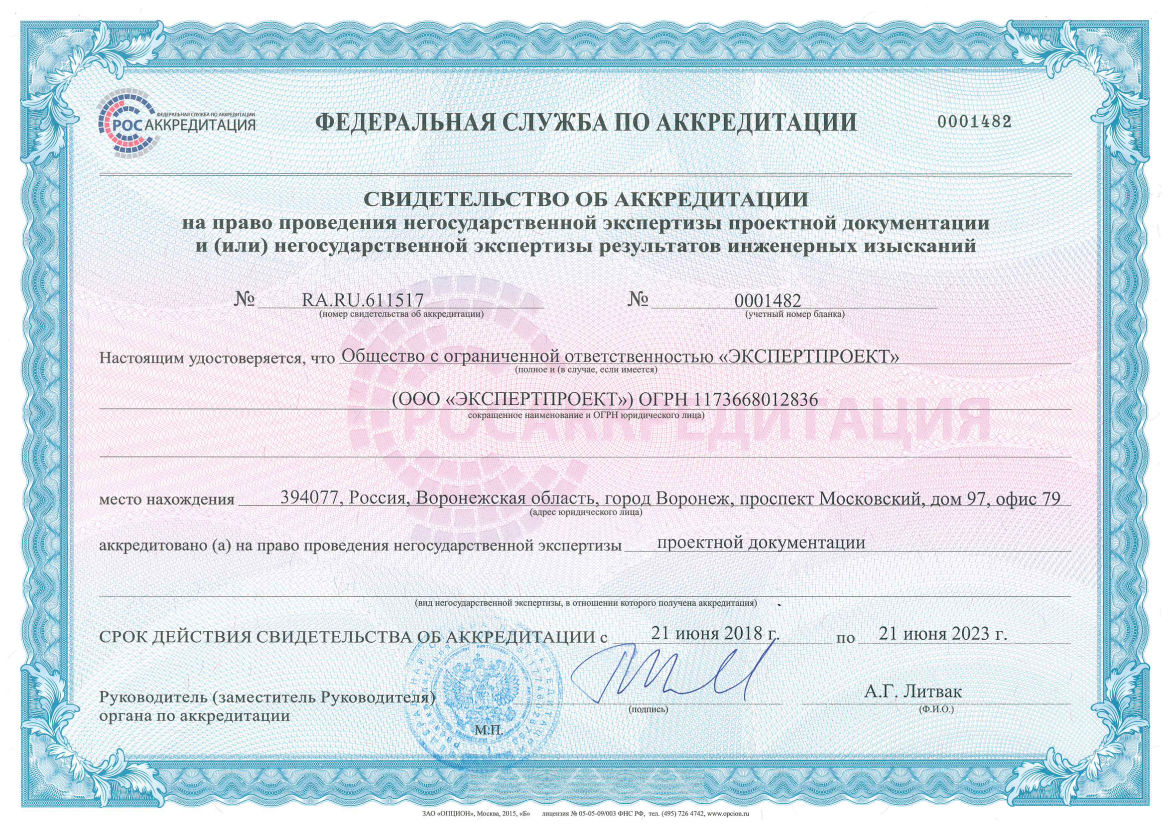 ФЕДЕРАЛЬНАЯ СЛУЖБА ПО АККРЕДИТАЦИИ
РОСАККРЕДИТАЦИЯ
ФЕДЕРАЛЬНАЯ СЛУЖБА ПО АККРЕДИТАЦИИ
0001482
СВИДЕТЕЛЬСТВО ОБ АККРЕДИТАЦИИ
на право проведения негосударственной экспертизы проектной документации
и (или) негосударственной экспертизы результатов инженерных изысканий
№ RA.RU.611517 № 0001482
(номер свидетельства об аккредитации) (учетный номер бланка)
Настоящим удостоверяется, что Общество с ограниченной ответственностью «ЭКСПЕРТПРОЕКТ»
(полное и (в случае, если имеется)
(ООО «ЭКСПЕРТПРОЕКТ») ОГРН 1173668012836
сокращенное наименование и ОГРН юридического лица)
РОСАККРЕДИТАЦИЯ
место нахождения 394077, Россия, Воронежская область, город Воронеж, проспект Московский, дом 97, офис 79
(адрес юридического лица)
аккредитовано (а) на право проведения негосударственной экспертизы проектной документации
(вид негосударственной экспертизы, в отношении которого получена аккредитация)
СРОК ДЕЙСТВИЯ СВИДЕТЕЛЬСТВА ОБ АККРЕДИТАЦИИ с 21 июня 2018 г. по 21 июня 2023 г.
Руководитель (заместитель Руководителя)
органа по аккредитации
А.Г. Литвак
(подпись) (Ф.И.О.)
М.П.
ЗАО «ОПЦИОН», Москва, 2015, «Б» лицензия № 05-05-09/003 ФНС РФ, тел. (495) 726 4742, www.opcion.ru